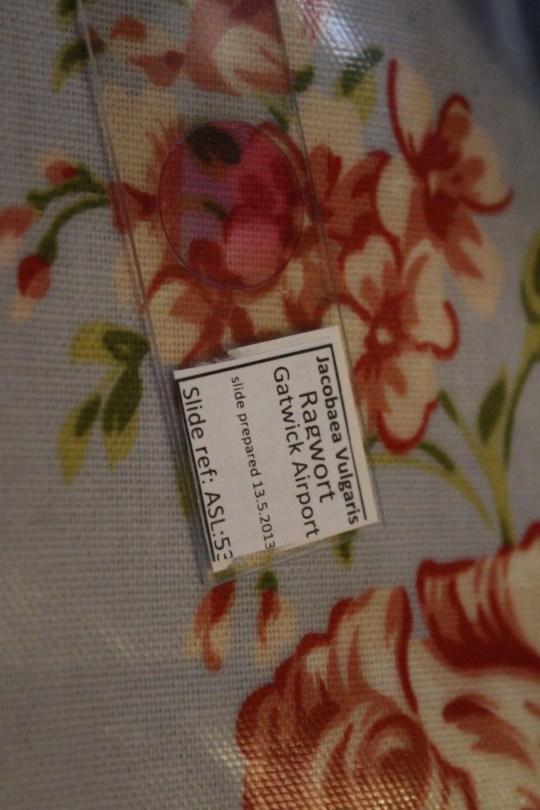 Jacobaea Vulgaris
Ragwort
Gatwick Airport
slide prepared 13.5.2013
Slide ref: ASL:53